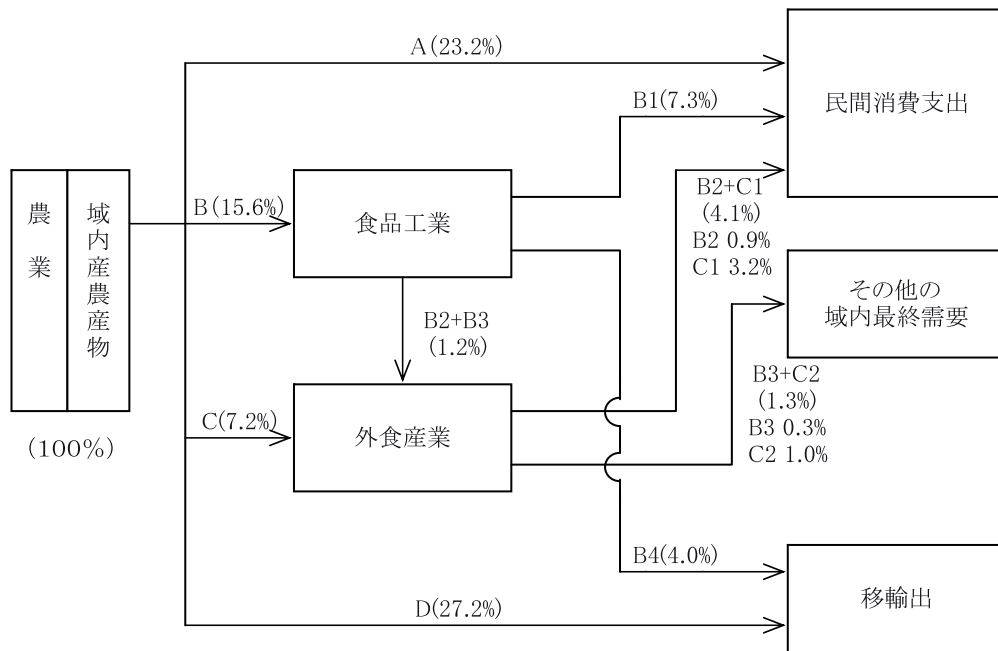 A(23.2%)
民間消費支出
B1(7.3%)
農業
域内産農産物
(100%)
B(15.6%)
食品工業
B2+C1
(4.1%)
B2 0.9%
C1 3.2%
その他の
域内最終需要
B2+B3
(1.2%)
B3+C2
(1.3%)
B3 0.3%
C2 1.0%
C(7.2%)
外食産業
B4(4.0%)
移輸出
D(27.2%)